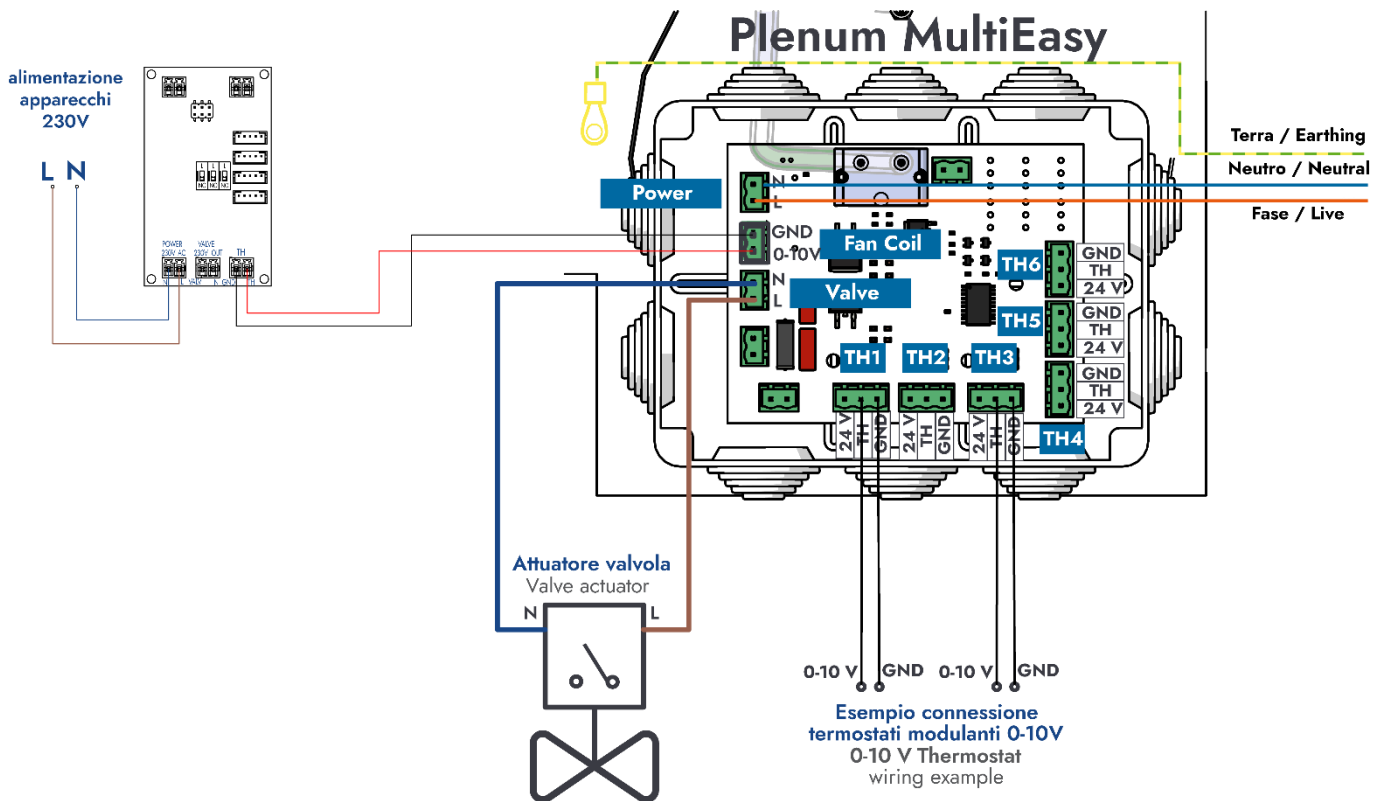 Plenum MultiEasy
alimentazione
apparecchi
230V
L N
POWER
230V AC
VALVE
230V OUT
TH
N
VALV
N
GND
TH
Terra / Earthing
Neutro / Neutral
Fase / Live
Power
N
L
GND
0-10V
Fan Coil
N
L
Valve
TH6
GND
TH
24 V
TH5
GND
TH
24 V
GND
TH
24 V
TH4
TH1
TH2
TH3
24 V
TH
GND
24 V
TH
GND
24 V
TH
GND
Attuatore valvola
Valve actuator
N
L
0-10 V
GND
0-10 V
GND
Esempio connessione
termostati modulanti 0-10V
0-10 V Thermostat
wiring example